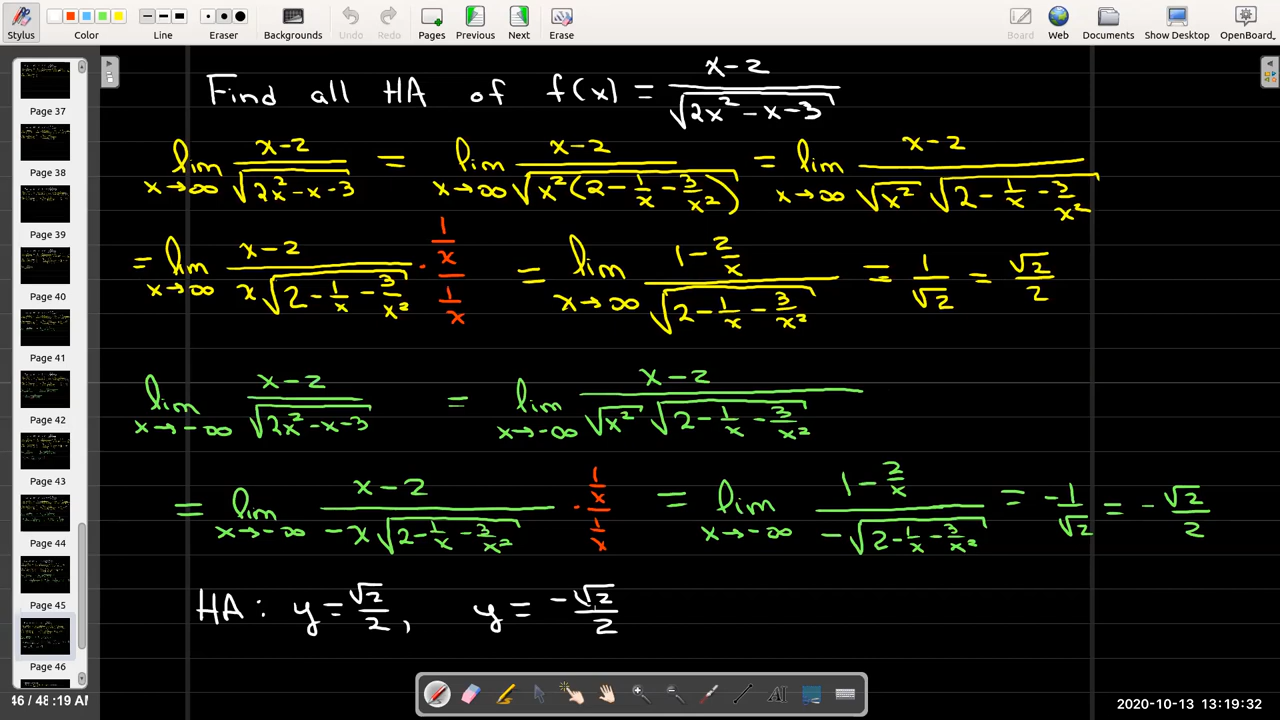 Stylus Color Line Eraser Backgrounds Undo Redo Pages Previous Next Erase Board Web Documents Show Desktop OpenBoard
Page 37
Page 38
Page 39
Page 40
Page 41
Page 42
Page 43
Page 44
Page 45
Page 46
Find all HA of f(x) = (x-2)/√(2x²-x-3)
lim x→∞ (x-2)/√(2x²-x-3) = lim x→∞ (x-2)/√(x²(2-1/x-3/x²)) = lim x→∞ (x-2)/(√x² √(2-1/x-3/x²))
= lim x→∞ (x-2)/(x√(2-1/x-3/x²)) · (1/x)/(1/x) = lim x→∞ (1-2/x)/√(2-1/x-3/x²) = 1/√2 = √2/2
lim x→-∞ (x-2)/√(2x²-x-3) = lim x→-∞ (x-2)/(√x² √(2-1/x-3/x²))
= lim x→-∞ (x-2)/(-x√(2-1/x-3/x²)) · (1/x)/(1/x) = lim x→-∞ (1-2/x)/(-√(2-1/x-3/x²)) = -1/√2 = -√2/2
HA: y = √2/2, y = -√2/2
AI
46 / 48:19 AM
2020-10-13 13:19:32